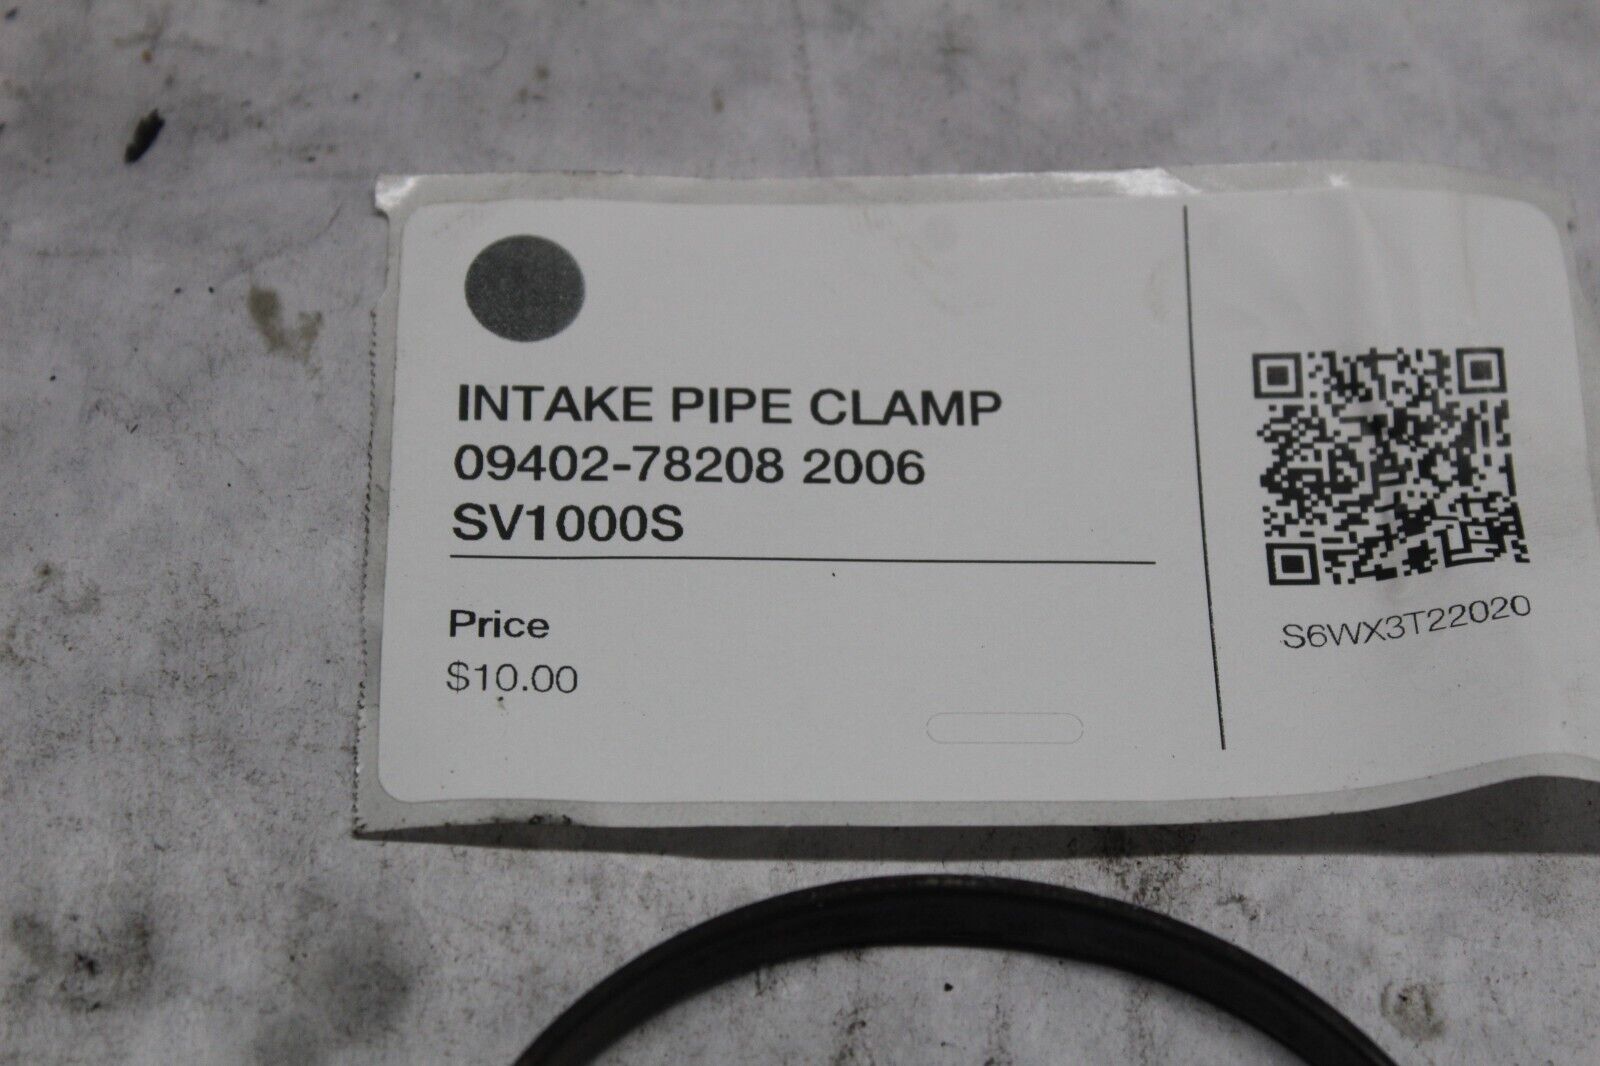 INTAKE PIPE CLAMP
09402-78208 2006
SV1000S
Price
$10.00
S6WX3T22020